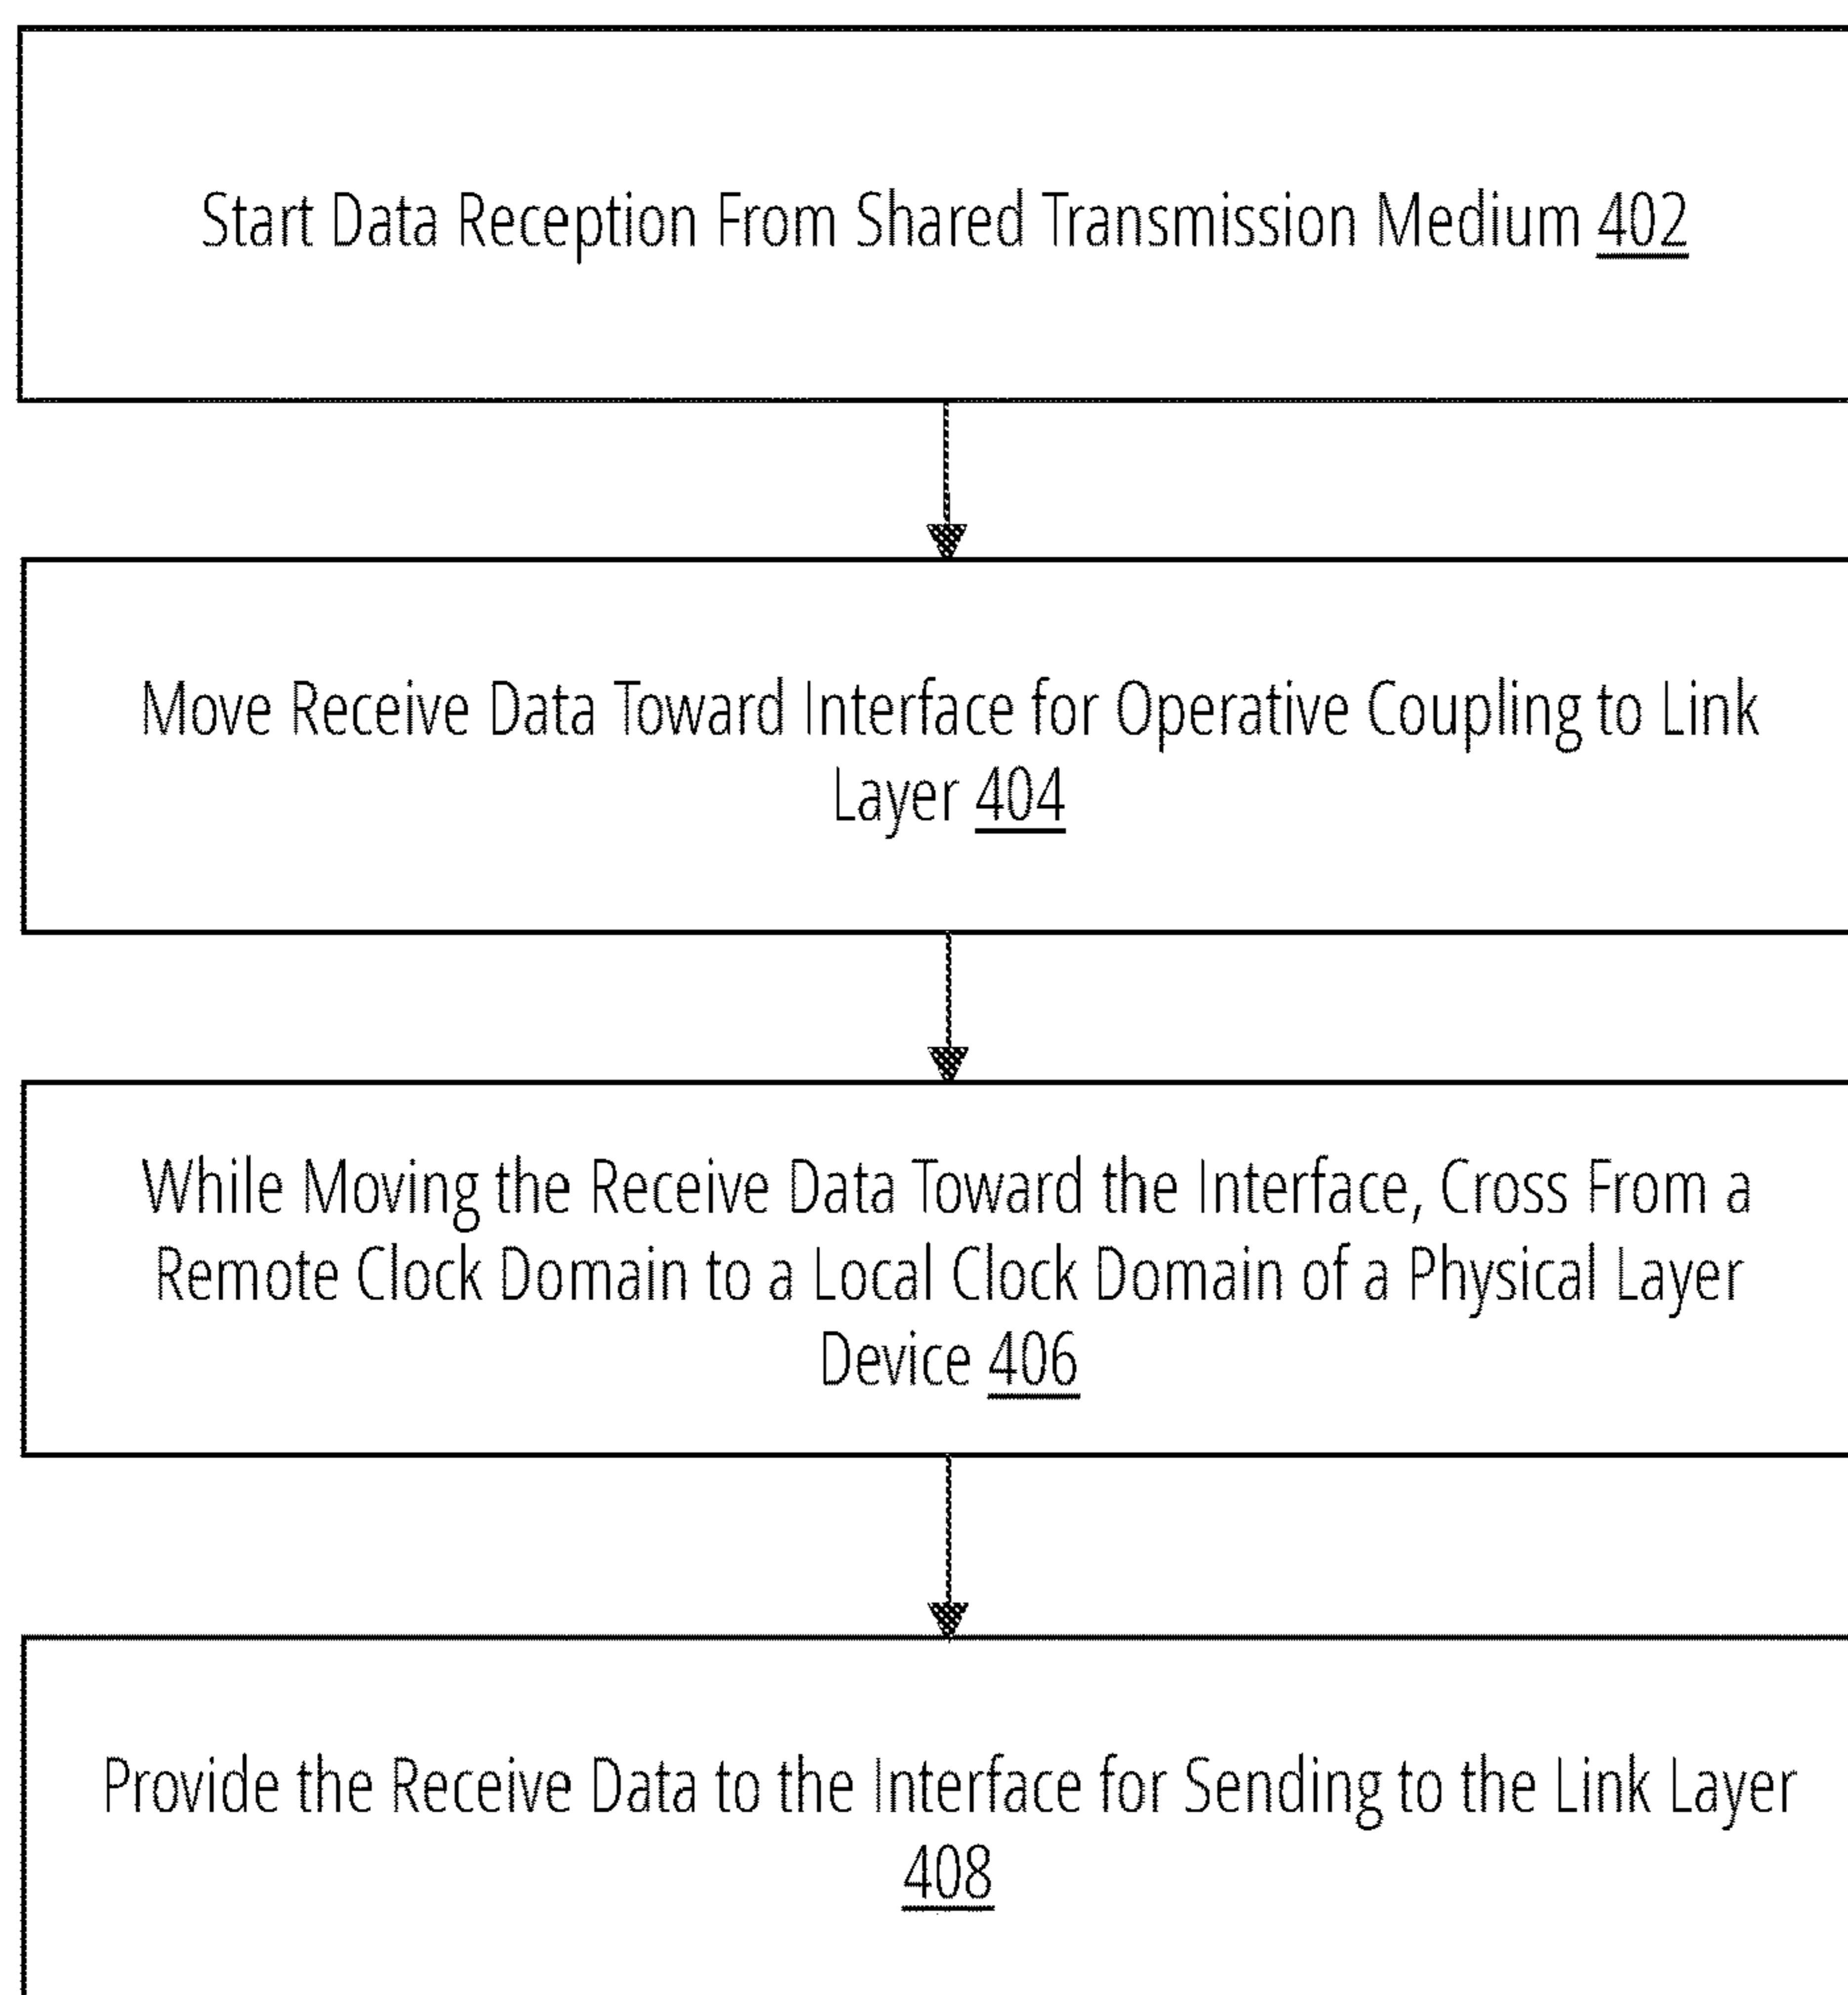 Start Data Reception From Shared Transmission Medium 402
Move Receive Data Toward Interface for Operative Coupling to Link
Layer 404
While Moving the Receive Data Toward the Interface, Cross From a
Remote Clock Domain to a Local Clock Domain of a Physical Layer
Device 406
Provide the Receive Data to the Interface for Sending to the Link Layer
408